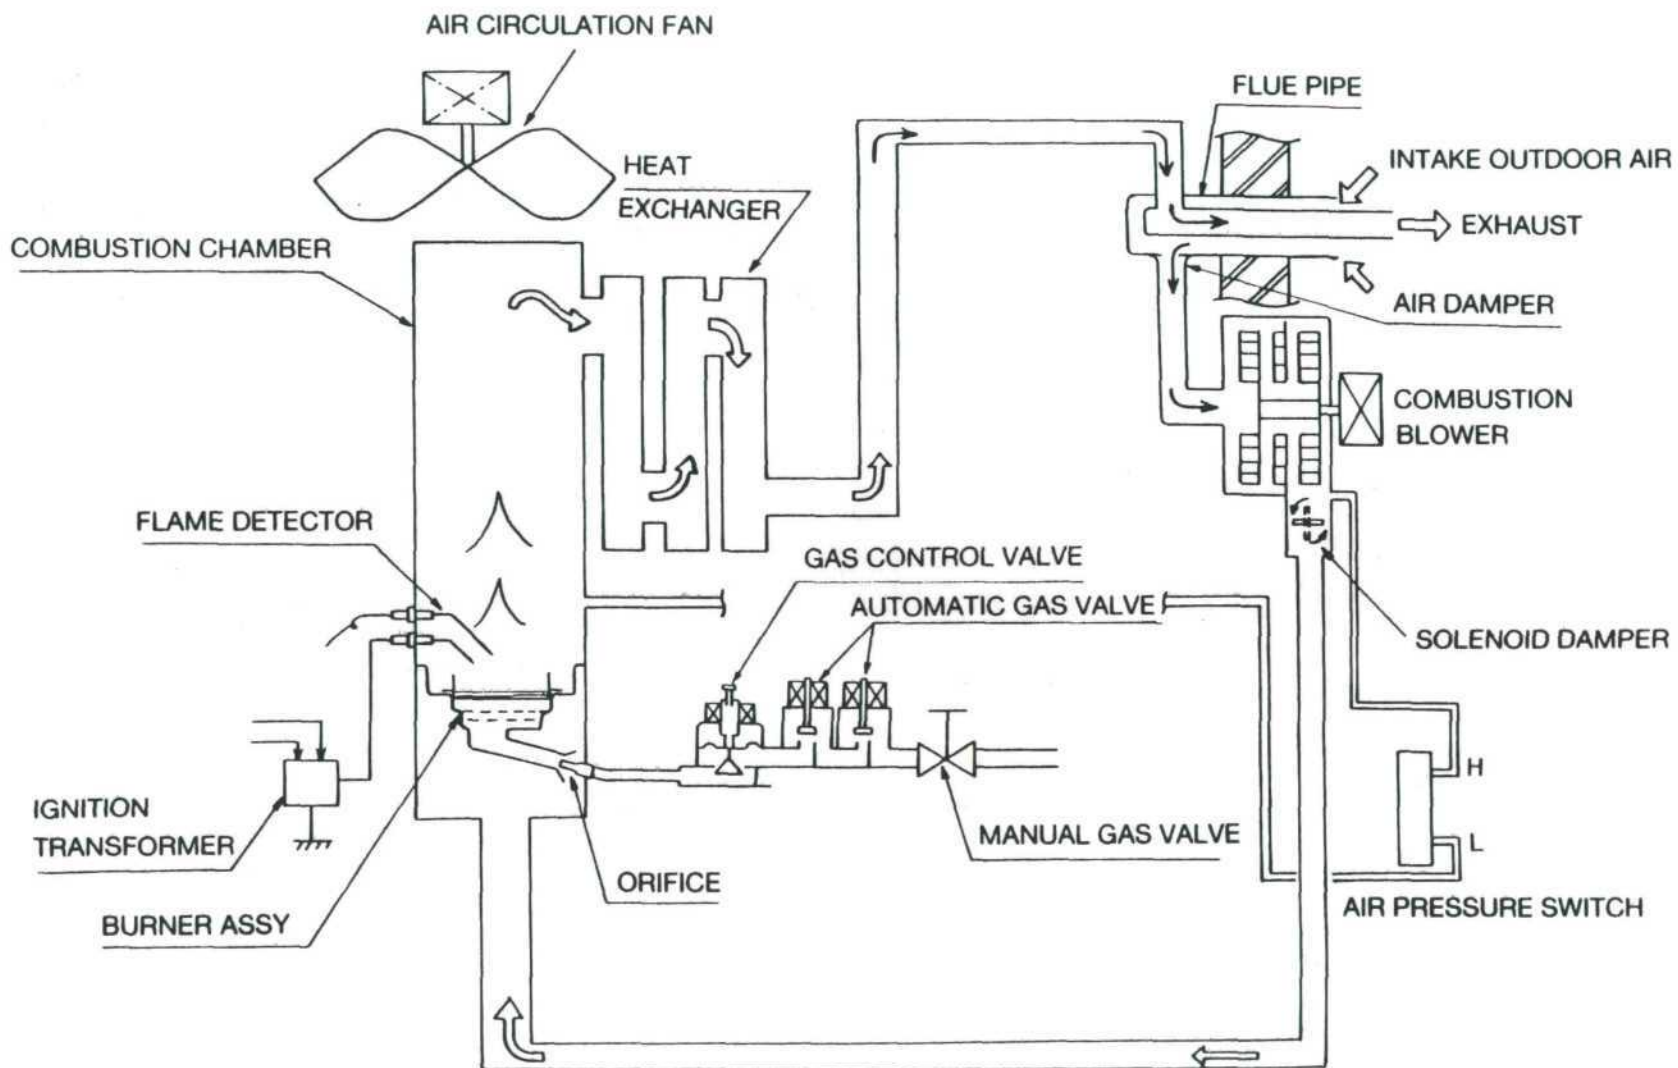 AIR CIRCULATION FAN
FLUE PIPE
INTAKE OUTDOOR AIR
HEAT
EXCHANGER
EXHAUST
COMBUSTION CHAMBER
AIR DAMPER
COMBUSTION
BLOWER
FLAME DETECTOR
GAS CONTROL VALVE
AUTOMATIC GAS VALVE
SOLENOID DAMPER
H
IGNITION
TRANSFORMER
MANUAL GAS VALVE
L
ORIFICE
AIR PRESSURE SWITCH
BURNER ASSY